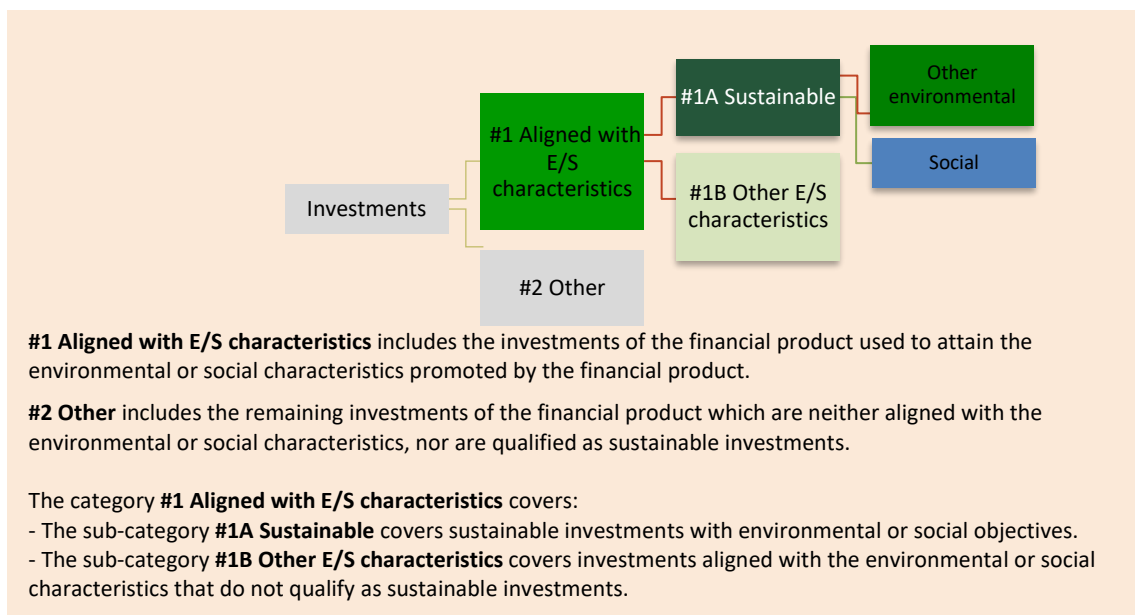 Other
environmental
#1A Sustainable
#1 Aligned with
E/S
characteristics
Social
#1B Other E/S
characteristics
Investments
#2 Other
#1 Aligned with E/S characteristics includes the investments of the financial product used to attain the
environmental or social characteristics promoted by the financial product.
#2 Other includes the remaining investments of the financial product which are neither aligned with the
environmental or social characteristics, nor are qualified as sustainable investments.
The category #1 Aligned with E/S characteristics covers:
- The sub-category #1A Sustainable covers sustainable investments with environmental or social objectives.
- The sub-category #1B Other E/S characteristics covers investments aligned with the environmental or social
characteristics that do not qualify as sustainable investments.